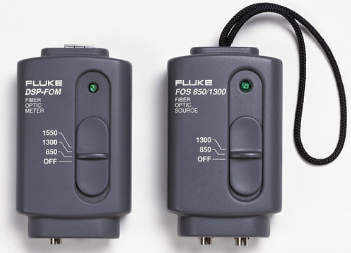 FLUKE
DSP-FOM
FIBER
OPTIC
METER
1550
1300
850
OFF
FLUKE
FOS 850/1300
FIBER
OPTIC
SOURCE
1300
850
OFF